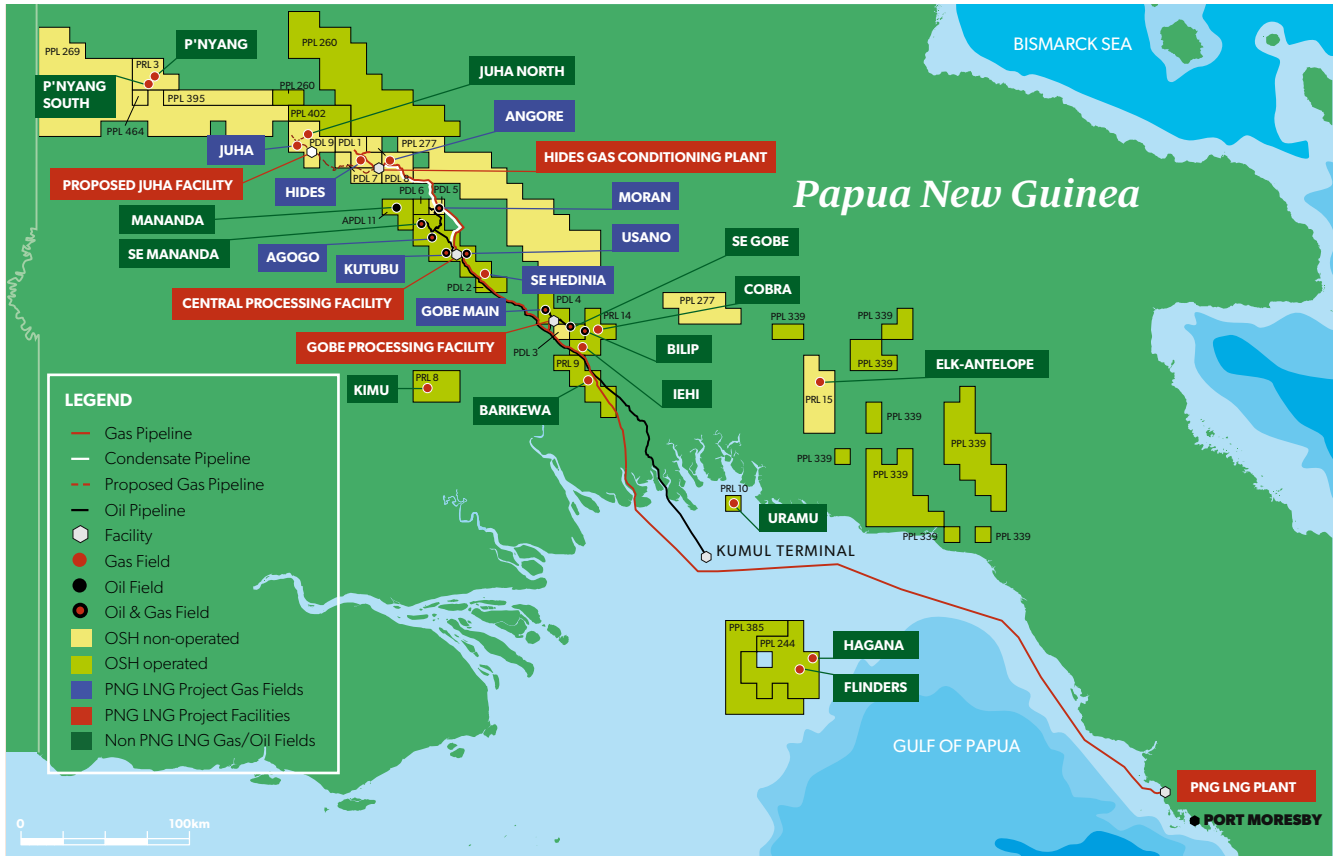 BISMARCK SEA
PPL 269
PRL 3
P'NYANG
PPL 260
JUHA NORTH
P'NYANG
SOUTH
PPL 395
PPL 260
PPL 464
PPL 402
ANGORE
JUHA
PDL 9
PDL 1
PPL 277
HIDES GAS CONDITIONING PLANT
PROPOSED JUHA FACILITY
HIDES
PDL 7
PDL 8
Papua New Guinea
PDL 6
PDL 5
MORAN
MANANDA
APDL 11
USANO
SE GOBE
SE MANANDA
AGOGO
KUTUBU
SE HEDINIA
COBRA
CENTRAL PROCESSING FACILITY
PDL 2
GOBE MAIN
PDL 4
PPL 277
PRL 14
PPL 339
PPL 339
GOBE PROCESSING FACILITY
PDL 3
BILIP
PPL 339
ELK-ANTELOPE
PRL 9
KIMU
PRL 8
IEHI
PRL 15
BARIKEWA
PPL 339
PPL 339
PPL 339
PPL 339
PRL 10
URAMU
PPL 339
PPL 339
KUMUL TERMINAL
LEGEND
Gas Pipeline
Condensate Pipeline
Proposed Gas Pipeline
Oil Pipeline
Facility
Gas Field
Oil Field
Oil & Gas Field
OSH non-operated
OSH operated
PNG LNG Project Gas Fields
PNG LNG Project Facilities
Non PNG LNG Gas/Oil Fields
PPL 385
PPL 244
HAGANA
FLINDERS
GULF OF PAPUA
PNG LNG PLANT
PORT MORESBY
0 100km